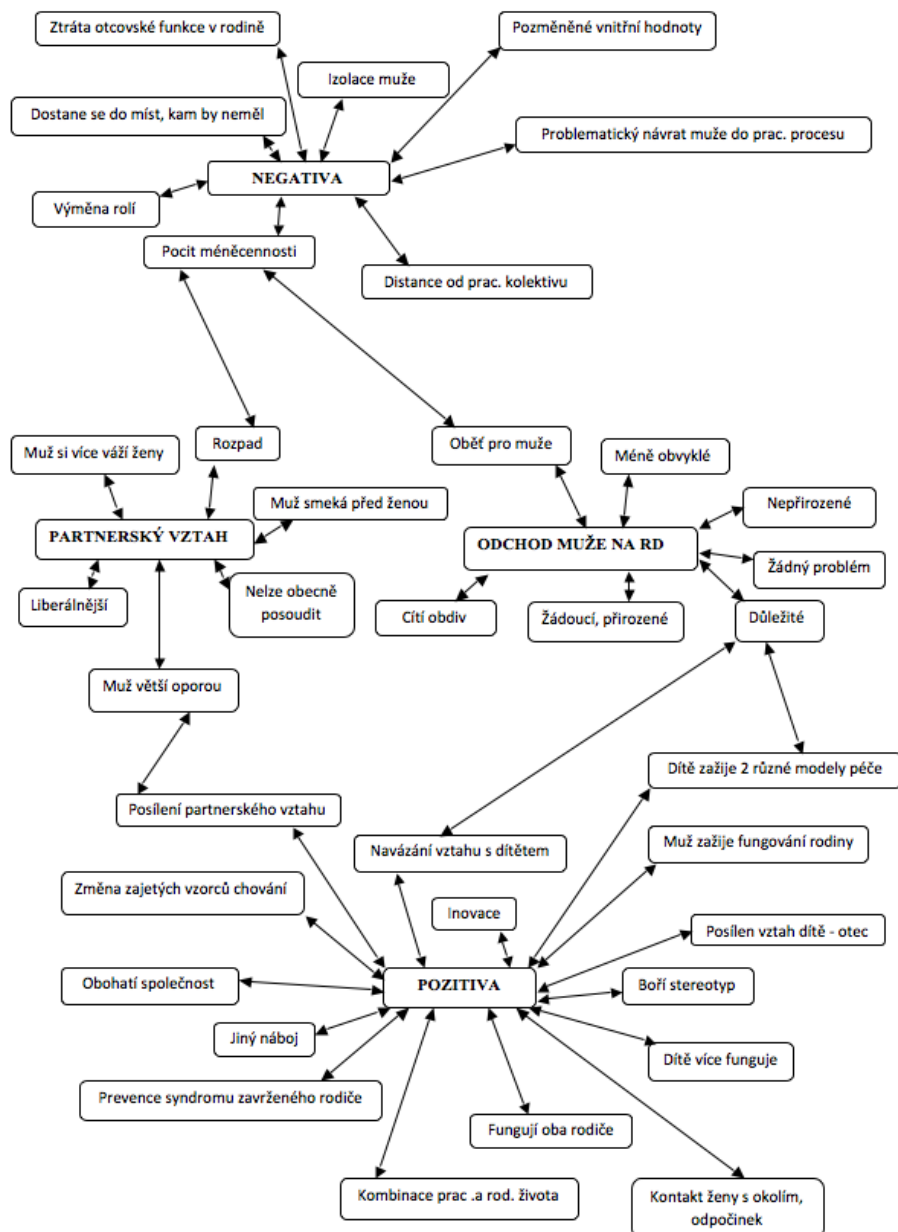 Ztráta otcovské funkce v rodině
Pozměněné vnitřní hodnoty
Izolace muže
Dostane se do míst, kam by neměl
Problematický návrat muže do prac. procesu
NEGATIVA
Výměna rolí
Pocit méněcennosti
Distance od prac. kolektivu
Rozpad
Oběť pro muže
Muž si více váží ženy
Méně obvyklé
Muž smeká před ženou
Nepřirozené
PARTNERSKÝ VZTAH
ODCHOD MUŽE NA RD
Žádný problém
Liberálnější
Nelze obecně
posoudit
Cítí obdiv
Žádoucí, přirozené
Důležité
Muž větší oporou
Dítě zažije 2 různé modely péče
Posílení partnerského vztahu
Navázání vztahu s dítětem
Muž zažije fungování rodiny
Změna zajetých vzorců chování
Inovace
Posílen vztah dítě - otec
Obohatí společnost
POZITIVA
Boří stereotyp
Jiný náboj
Dítě více funguje
Prevence syndromu zavrženého rodiče
Fungují oba rodiče
Kombinace prac .a rod. života
Kontakt ženy s okolím,
odpočinek